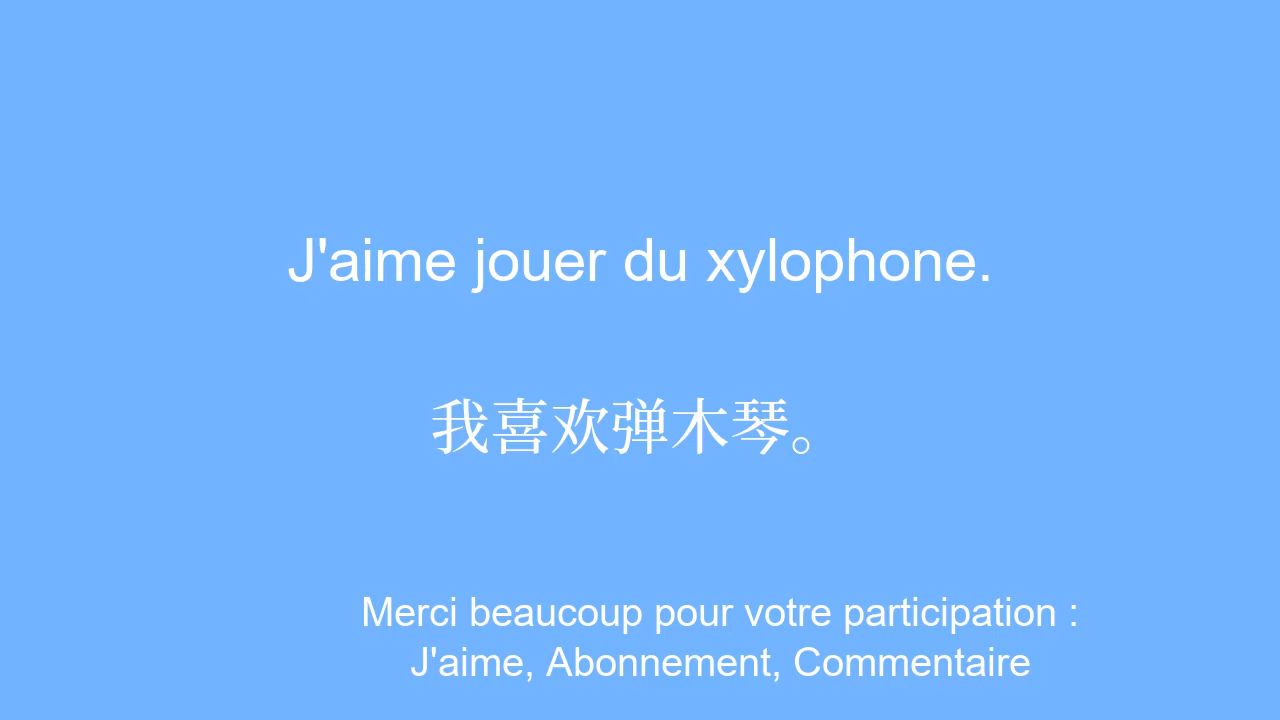 J'aime jouer du xylophone.
我喜欢弹木琴。
Merci beaucoup pour votre participation :
J'aime, Abonnement, Commentaire